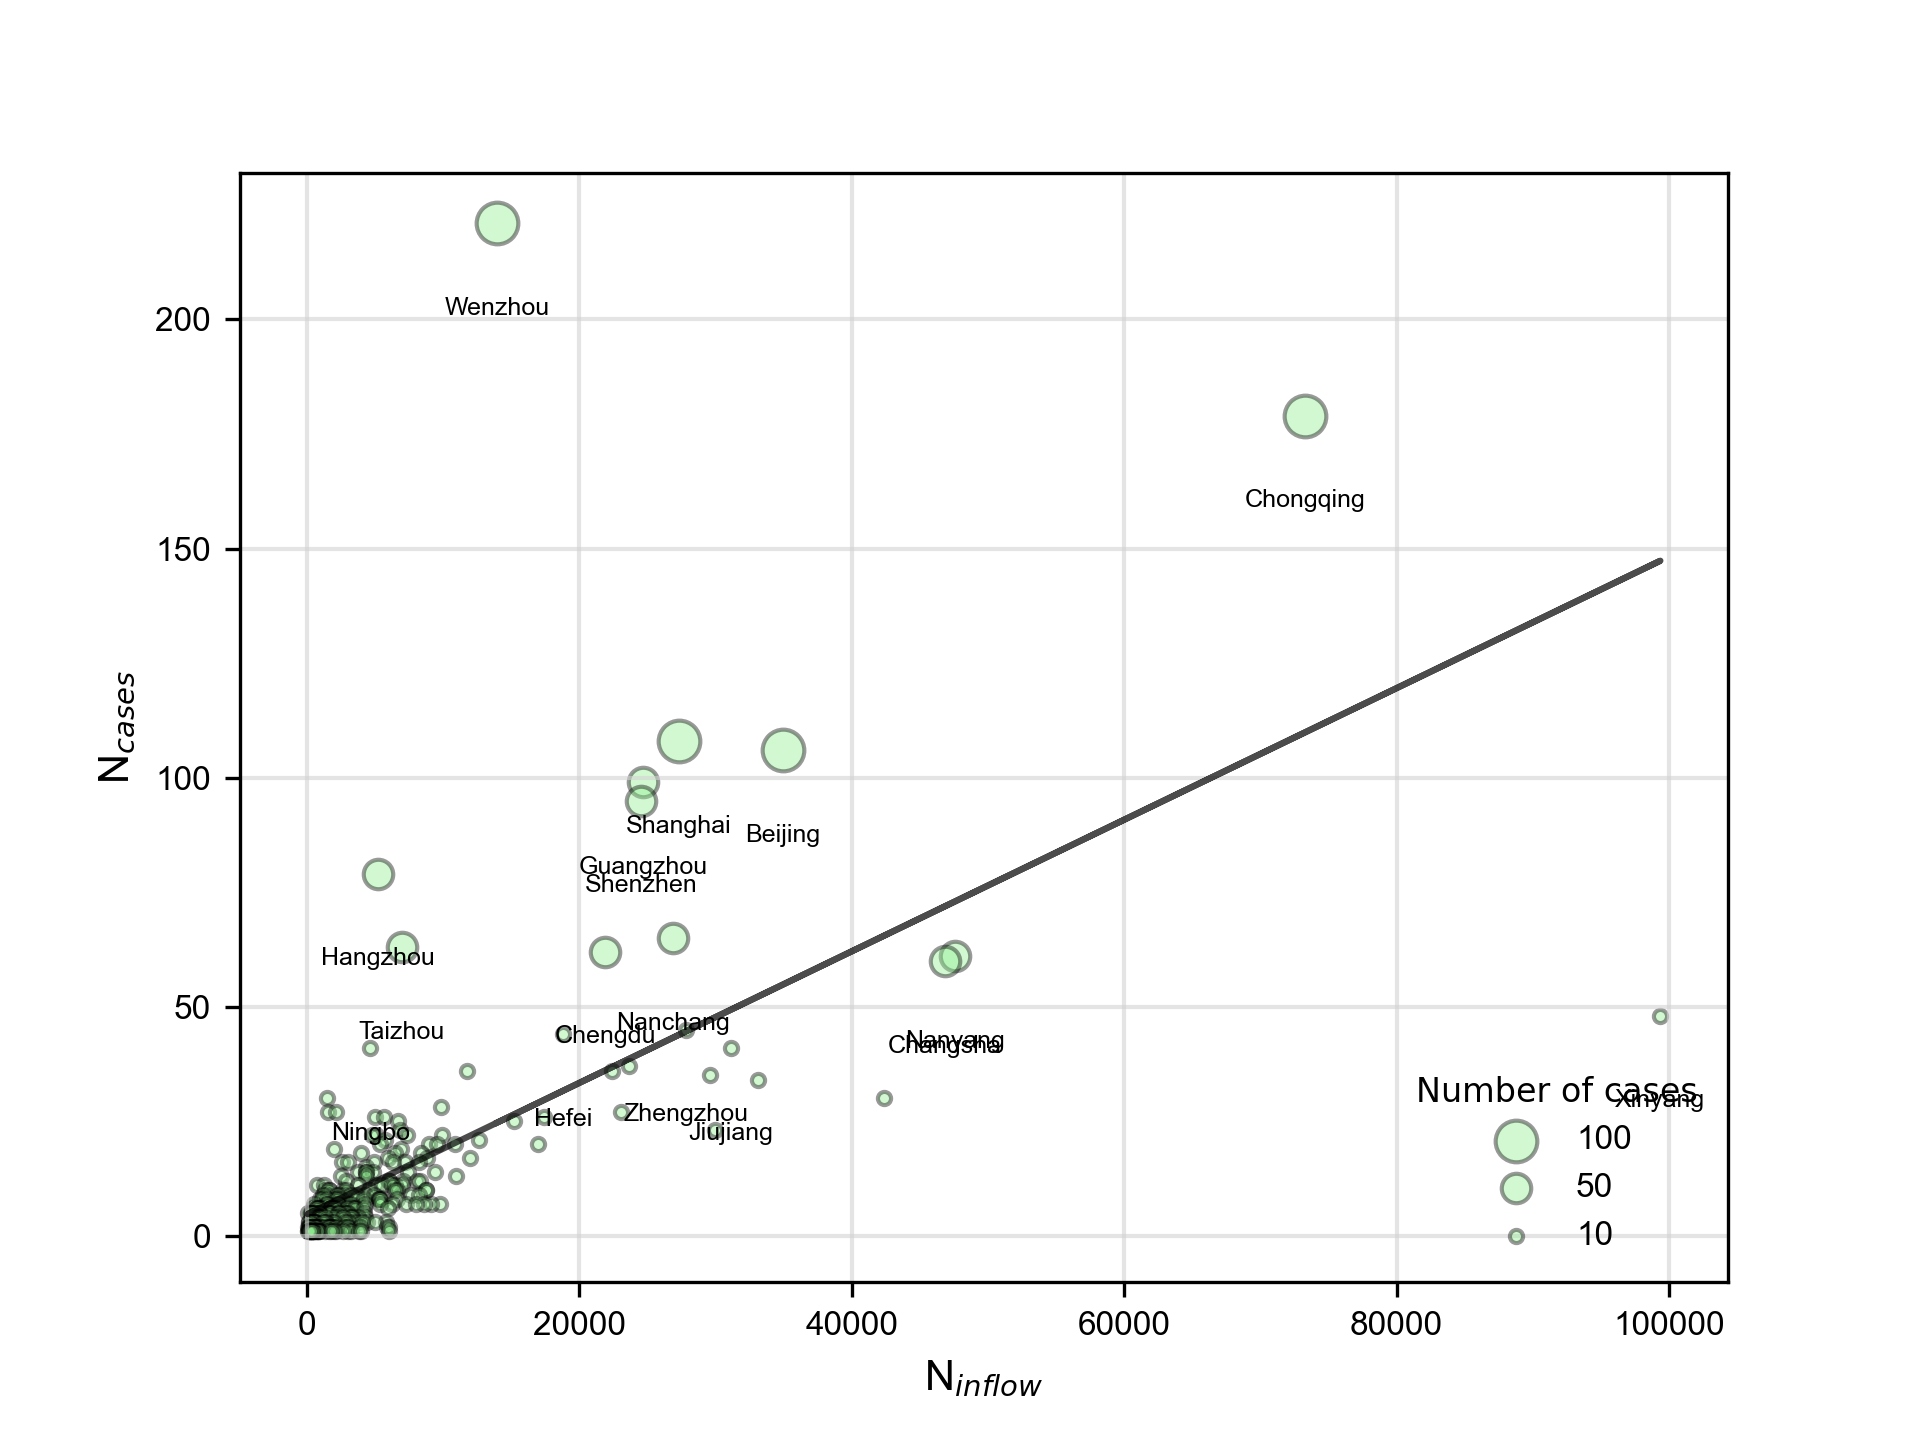 Wenzhou
Chongqing
Shanghai
Beijing
Guangzhou
Shenzhen
Hangzhou
Taizhou
Nanchang
Chengdu
Nanyang
Changsha
Hefei
Zhengzhou
Ningbo
Jiujiang
Xinyang
Number of cases
100
50
10
200
150
100
50
0
0
20000
40000
60000
80000
100000
N_cases
N_inflow